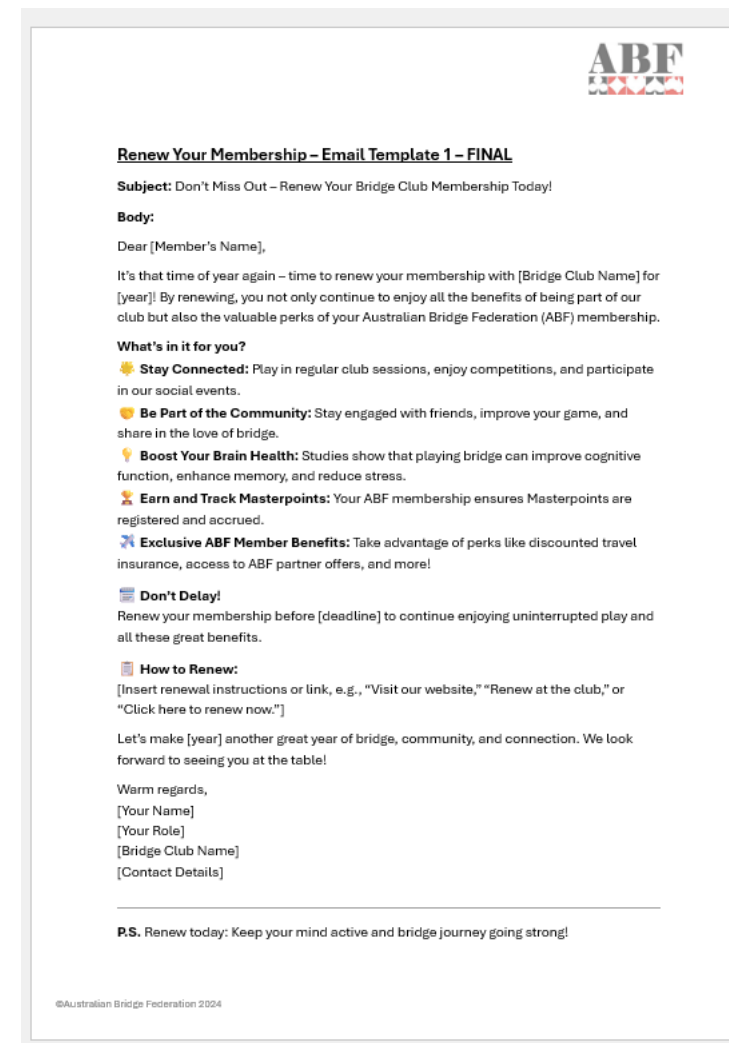 ABF
Renew Your Membership – Email Template 1 – FINAL
Subject: Don’t Miss Out – Renew Your Bridge Club Membership Today!
Body:
Dear [Member’s Name],
It’s that time of year again – time to renew your membership with [Bridge Club Name] for
[year]! By renewing, you not only continue to enjoy all the benefits of being part of our
club but also the valuable perks of your Australian Bridge Federation (ABF) membership.
What’s in it for you?
🌟 Stay Connected: Play in regular club sessions, enjoy competitions, and participate
in our social events.
🤝 Be Part of the Community: Stay engaged with friends, improve your game, and
share in the love of bridge.
💡 Boost Your Brain Health: Studies show that playing bridge can improve cognitive
function, enhance memory, and reduce stress.
🏆 Earn and Track Masterpoints: Your ABF membership ensures Masterpoints are
registered and accrued.
✈️ Exclusive ABF Member Benefits: Take advantage of perks like discounted travel
insurance, access to ABF partner offers, and more!
🗓️ Don’t Delay!
Renew your membership before [deadline] to continue enjoying uninterrupted play and
all these great benefits.
📋 How to Renew:
[Insert renewal instructions or link, e.g., “Visit our website,” “Renew at the club,” or
“Click here to renew now.”]
Let’s make [year] another great year of bridge, community, and connection. We look
forward to seeing you at the table!
Warm regards,
[Your Name]
[Your Role]
[Bridge Club Name]
[Contact Details]
P.S. Renew today: Keep your mind active and bridge journey going strong!
©Australian Bridge Federation 2024